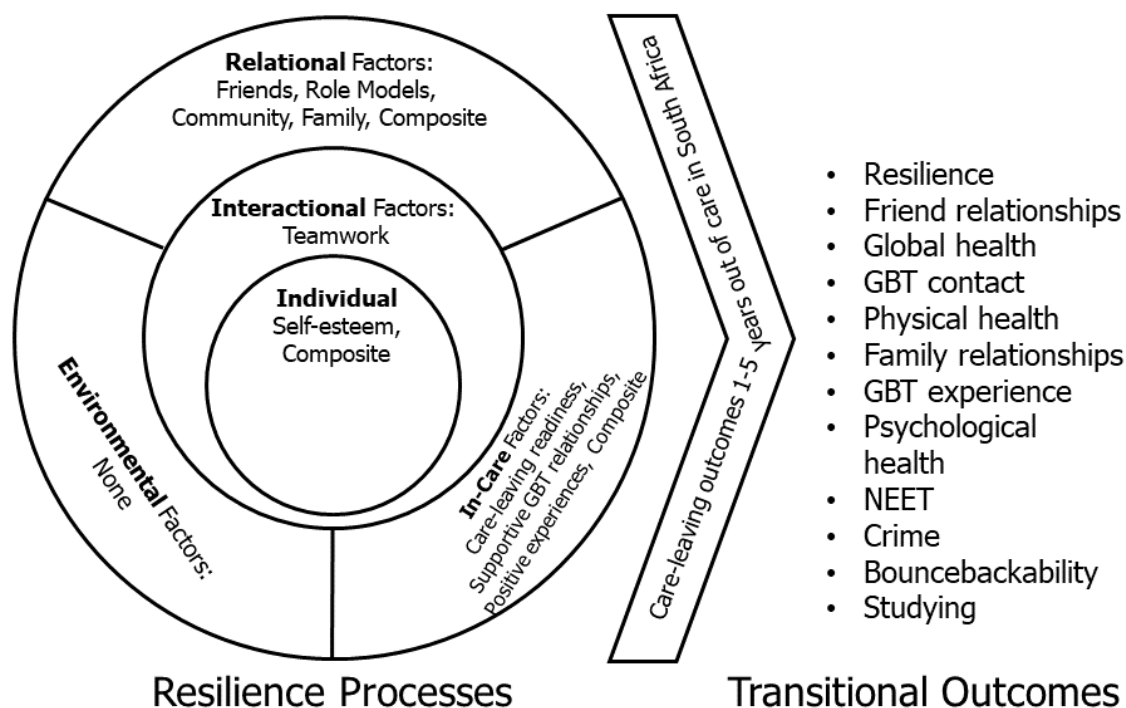 Relational Factors:
Friends, Role Models,
Community, Family, Composite
Interactional Factors:
Teamwork
Individual
Self-esteem,
Composite
Environmental Factors:
None
In-Care Factors:
Care-leaving readiness,
Supportive GBT relationships,
Positive experiences, Composite
Care-leaving outcomes 1-5 years out of care in South Africa
• Resilience
• Friend relationships
• Global health
• GBT contact
• Physical health
• Family relationships
• GBT experience
• Psychological
health
• NEET
• Crime
• Bouncebackability
• Studying
Resilience Processes
Transitional Outcomes